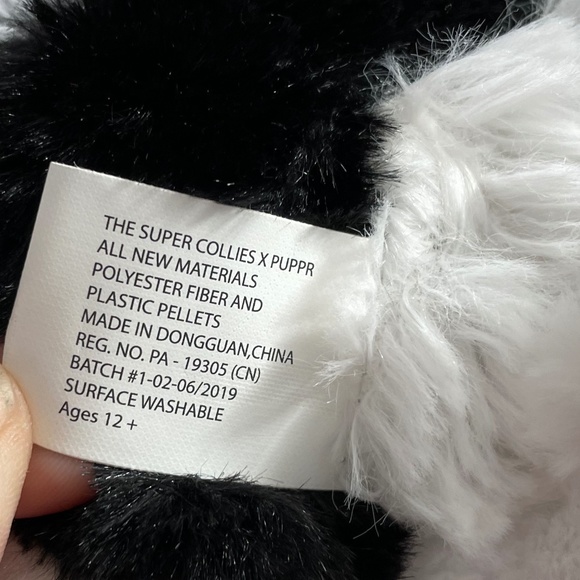 THE SUPER COLLIES X PUPPR
ALL NEW MATERIALS
POLYESTER FIBER AND
PLASTIC PELLETS
MADE IN DONGGUAN,CHINA
REG. NO. PA - 19305 (CN)
BATCH #1-02-06/2019
SURFACE WASHABLE
Ages 12 +